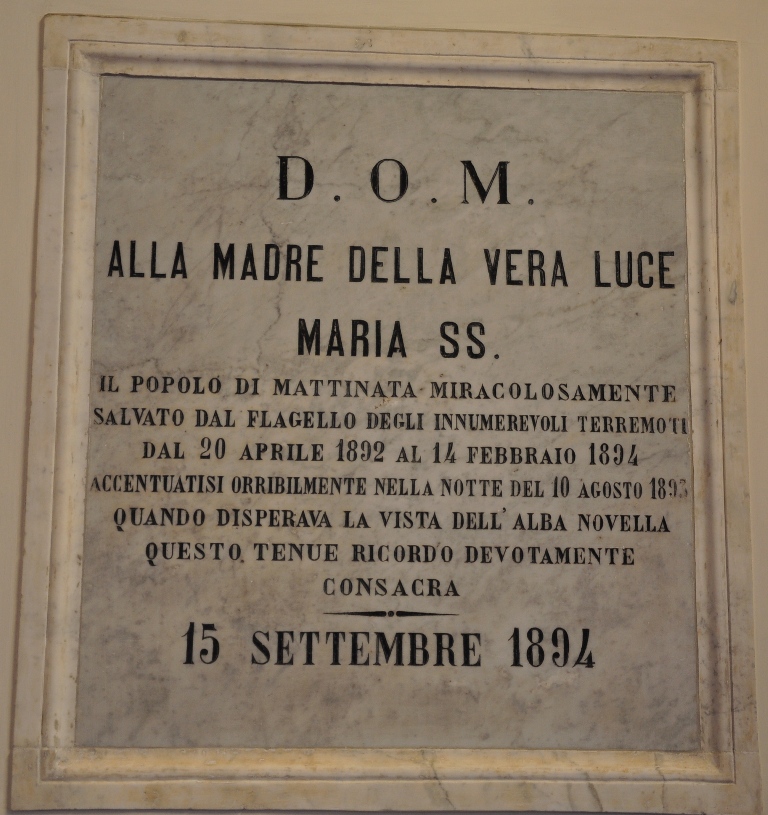 D. O. M.
ALLA MADRE DELLA VERA LUCE
MARIA SS.
IL POPOLO DI MATTINATA MIRACOLOSAMENTE
SALVATO DAL FLAGELLO DEGLI INNUMEREVOLI TERREMOTI
DAL 20 APRILE 1892 AL 14 FEBBRAIO 1894
ACCENTUATISI ORRIBILMENTE NELLA NOTTE DEL 10 AGOSTO 1893
QUANDO DISPERAVA LA VISTA DELL'ALBA NOVELLA
QUESTO TENUE RICORDO DEVOTAMENTE
CONSACRA
15 SETTEMBRE 1894